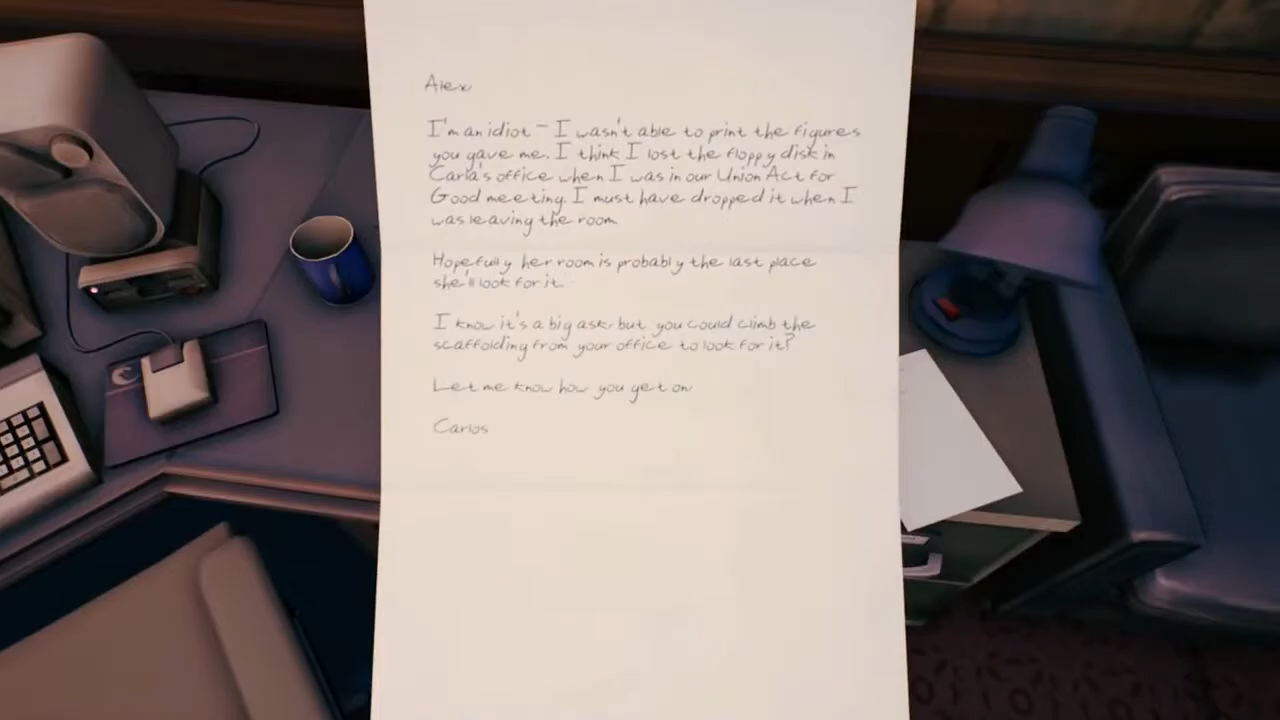 Alex
I'm an idiot - I wasn't able to print the figures
you gave me. I think I lost the floppy disk in
Carla's office when I was in our Union Act for
Good meeting. I must have dropped it when I
was leaving the room
Hopefully her room is probably the last place
she'll look for it.
I know it's a big ask, but you could climb the
scaffolding from your office to look for it?
Let me know how you get on
Carlos